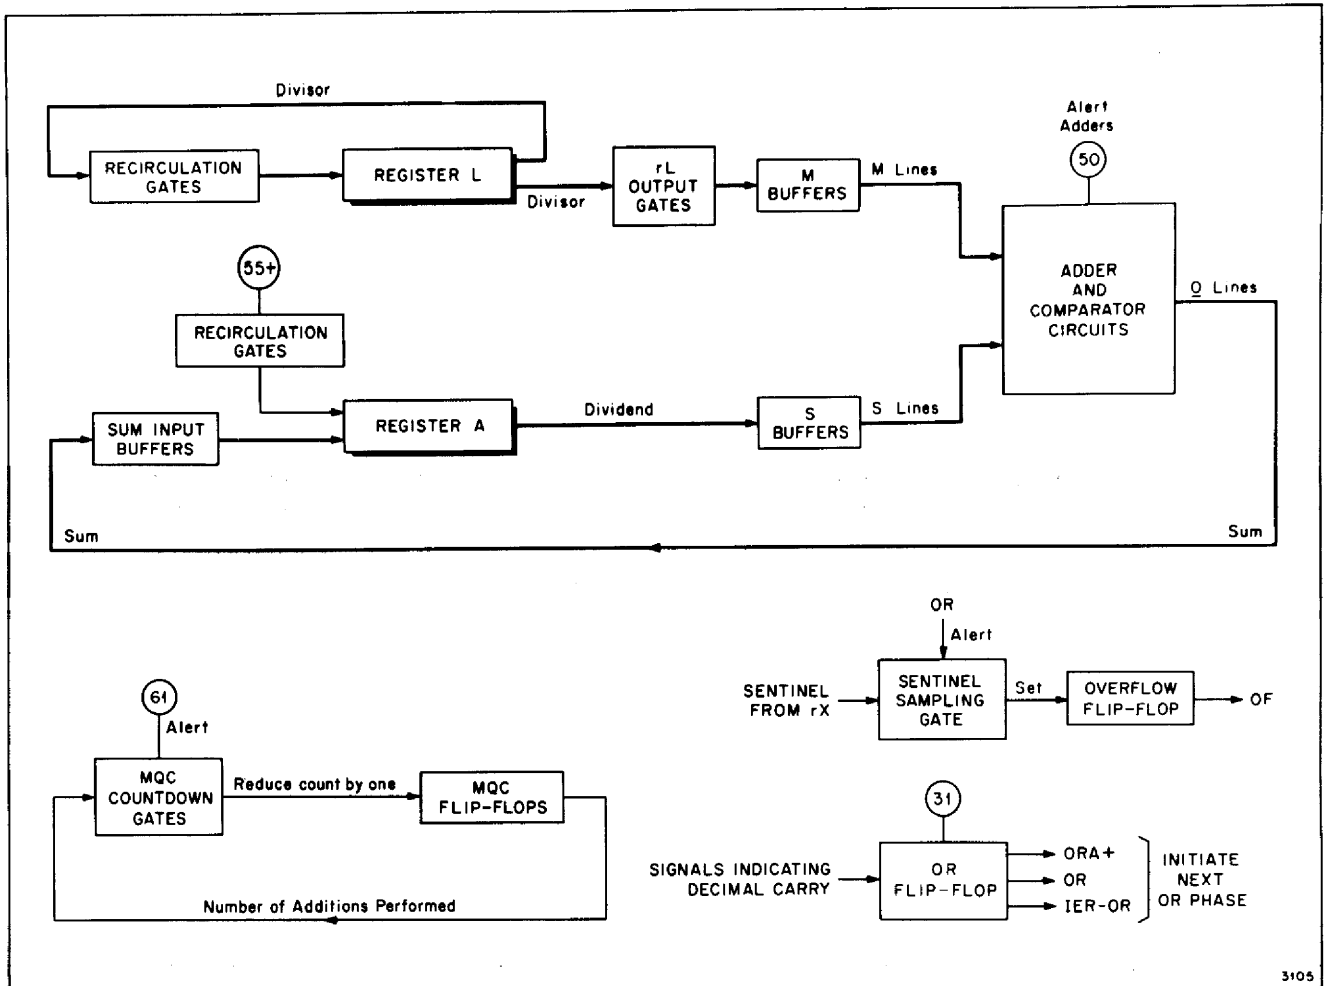 Divisor
RECIRCULATION
GATES
REGISTER L
Divisor
rL
OUTPUT
GATES
M
BUFFERS
M Lines
Alert
Adders
50
ADDER
AND
COMPARATOR
CIRCUITS
O Lines
55+
RECIRCULATION
GATES
SUM INPUT
BUFFERS
REGISTER A
Dividend
S
BUFFERS
S Lines
Sum
Sum
OR
Alert
SENTINEL
FROM rX
SENTINEL
SAMPLING
GATE
Set
OVERFLOW
FLIP-FLOP
OF
61
Alert
MQC
COUNTDOWN
GATES
Reduce count by one
MQC
FLIP-FLOPS
Number of Additions Performed
31
SIGNALS INDICATING
DECIMAL CARRY
OR
FLIP-FLOP
ORA+
OR
IER-OR
INITIATE
NEXT
OR PHASE
3105